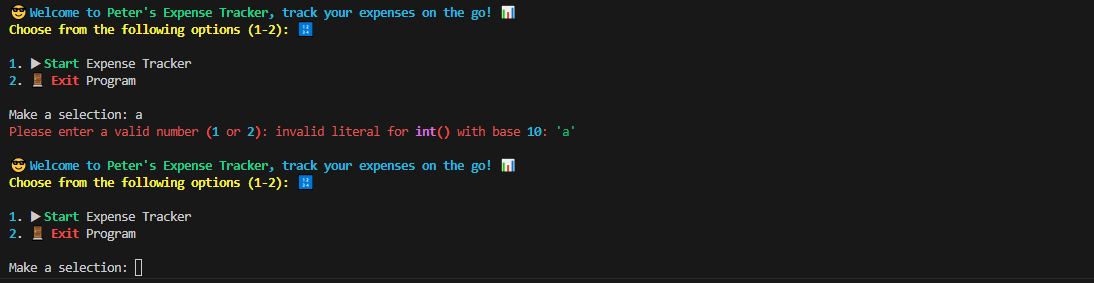 😎 Welcome to Peter's Expense Tracker, track your expenses on the go! 📊
Choose from the following options (1-2): 🔢
1. ▶ Start Expense Tracker
2. 🚪 Exit Program
Make a selection: a
Please enter a valid number (1 or 2): invalid literal for int() with base 10: 'a'
😎 Welcome to Peter's Expense Tracker, track your expenses on the go! 📊
Choose from the following options (1-2): 🔢
1. ▶ Start Expense Tracker
2. 🚪 Exit Program
Make a selection: